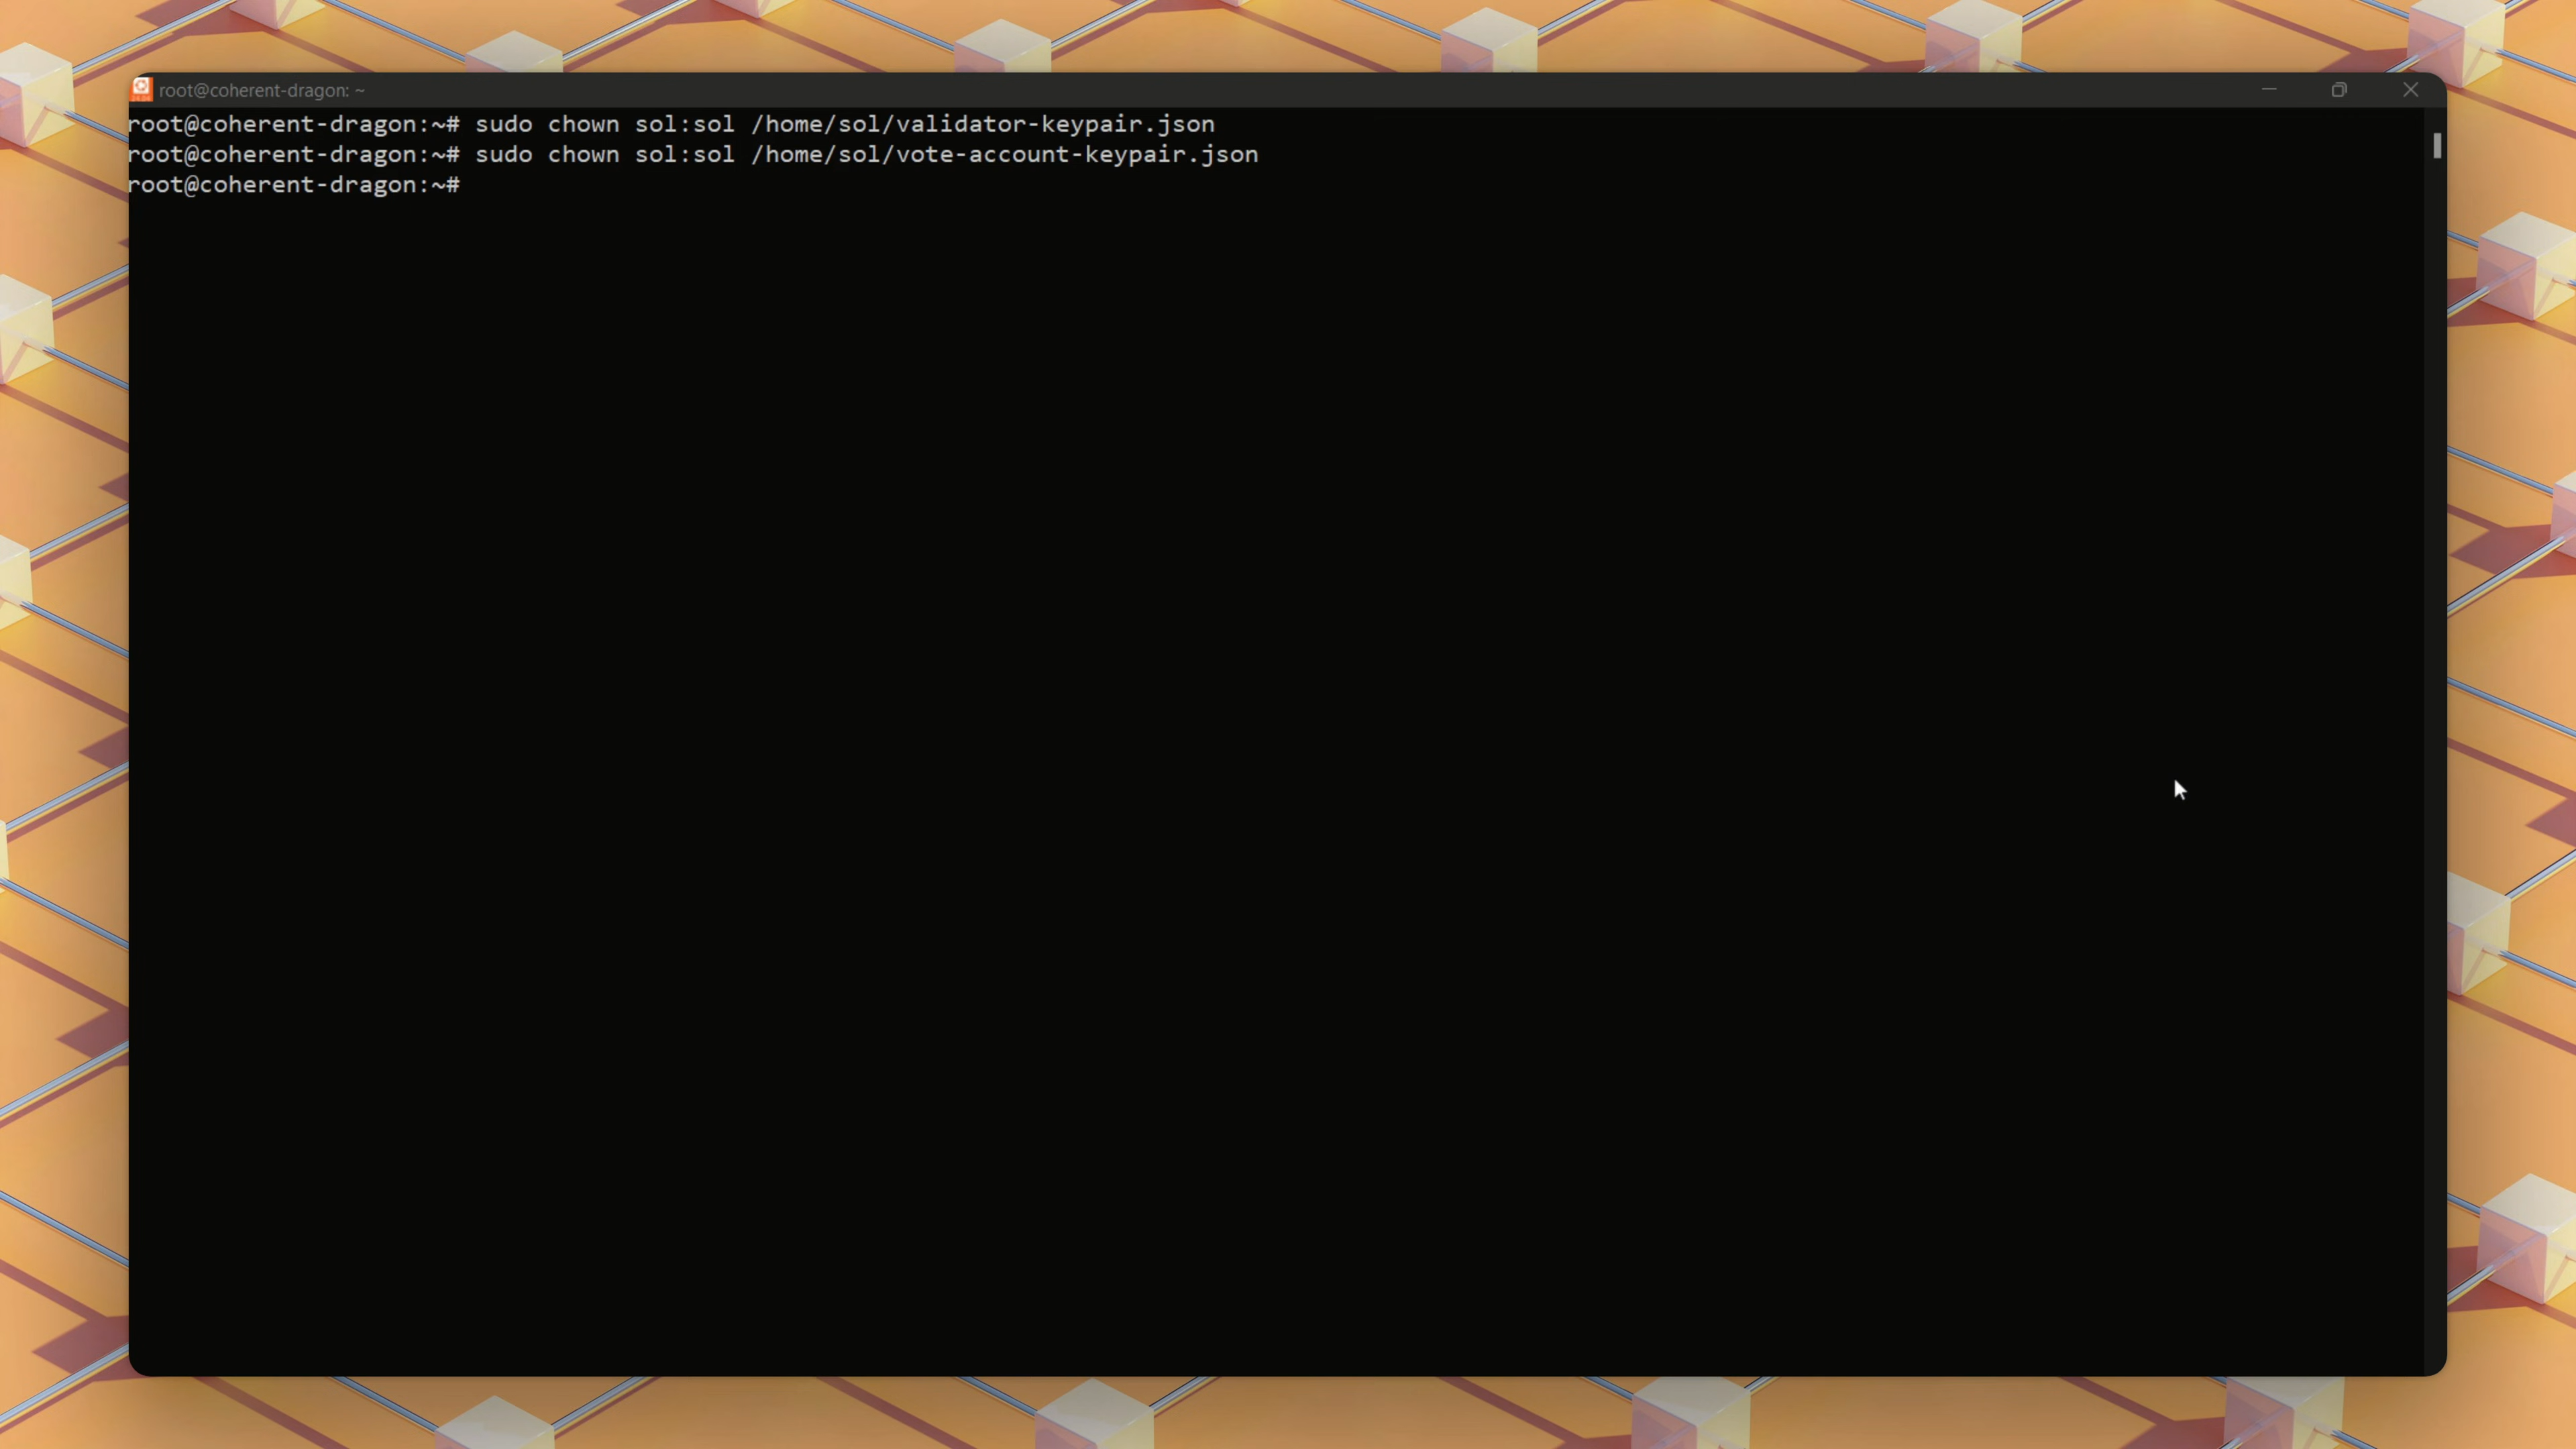 root@coherent-dragon: ~
root@coherent-dragon:~# sudo chown sol:sol /home/sol/validator-keypair.json
root@coherent-dragon:~# sudo chown sol:sol /home/sol/vote-account-keypair.json
root@coherent-dragon:~#